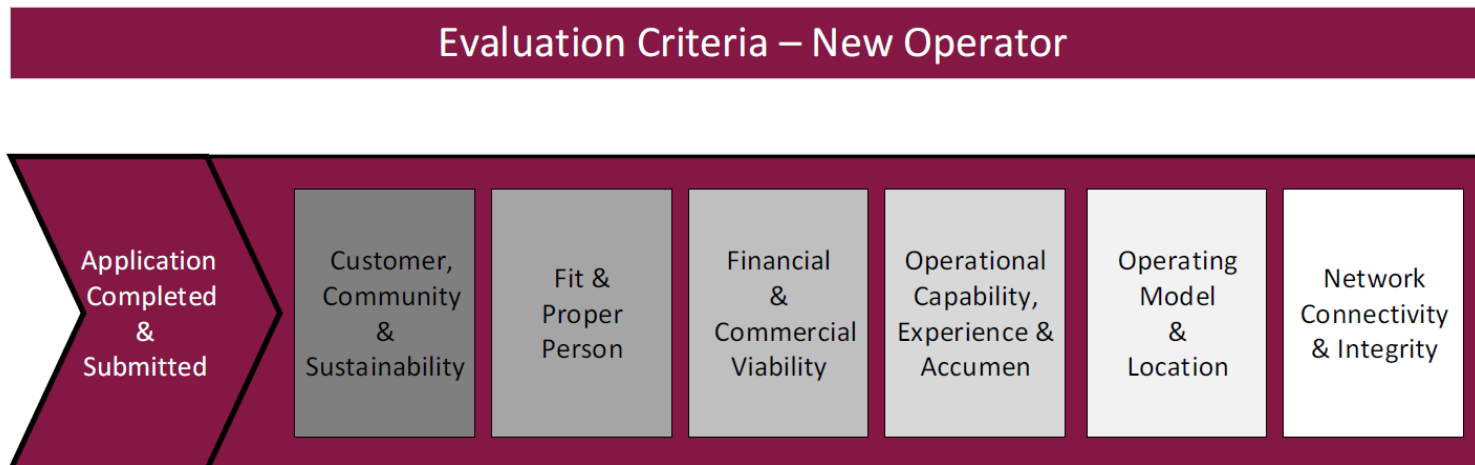 Evaluation Criteria – New Operator
Application
Completed
&
Submitted
Customer,
Community
&
Sustainability
Fit &
Proper
Person
Financial
&
Commercial
Viability
Operational
Capability,
Experience &
Accumen
Operating
Model
&
Location
Network
Connectivity
& Integrity